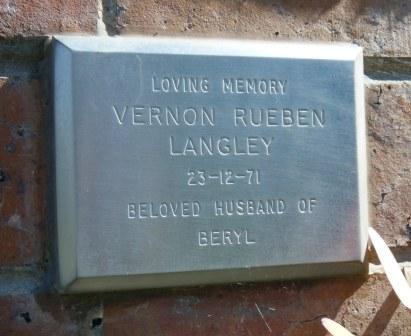 LOVING MEMORY
VERNON RUEBEN
LANGLEY
23-12-71
BELOVED HUSBAND OF
BERYL